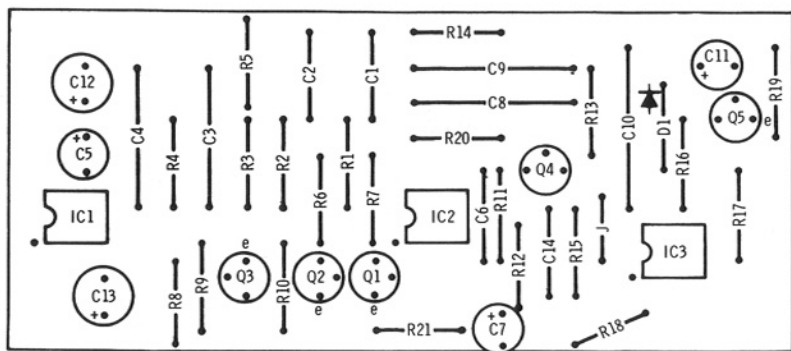 R14
C11
C12
+
R5
C2
C1
C9
R13
+
R19
C8
C10
D1
Q5
e
+
C5
C4
R4
C3
R3
R2
R1
R20
R16
Q4
R6
R7
C6
R11
R17
IC1
IC2
J
IC3
R12
C14
R15
e
Q3
Q2
Q1
e
e
C13
+
R8
R9
R10
R21
+
C7
R18